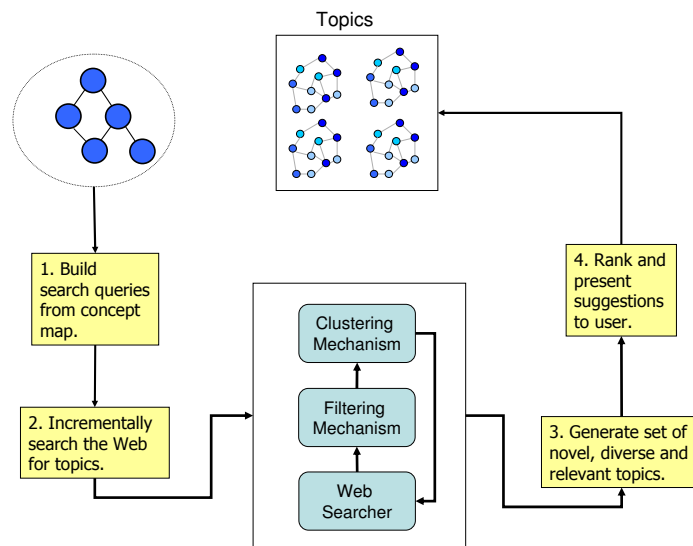 Topics
1. Build
search queries
from concept
map.
2. Incrementally
search the Web
for topics.
Clustering
Mechanism
Filtering
Mechanism
Web
Searcher
3. Generate set of
novel, diverse and
relevant topics.
4. Rank and
present
suggestions
to user.